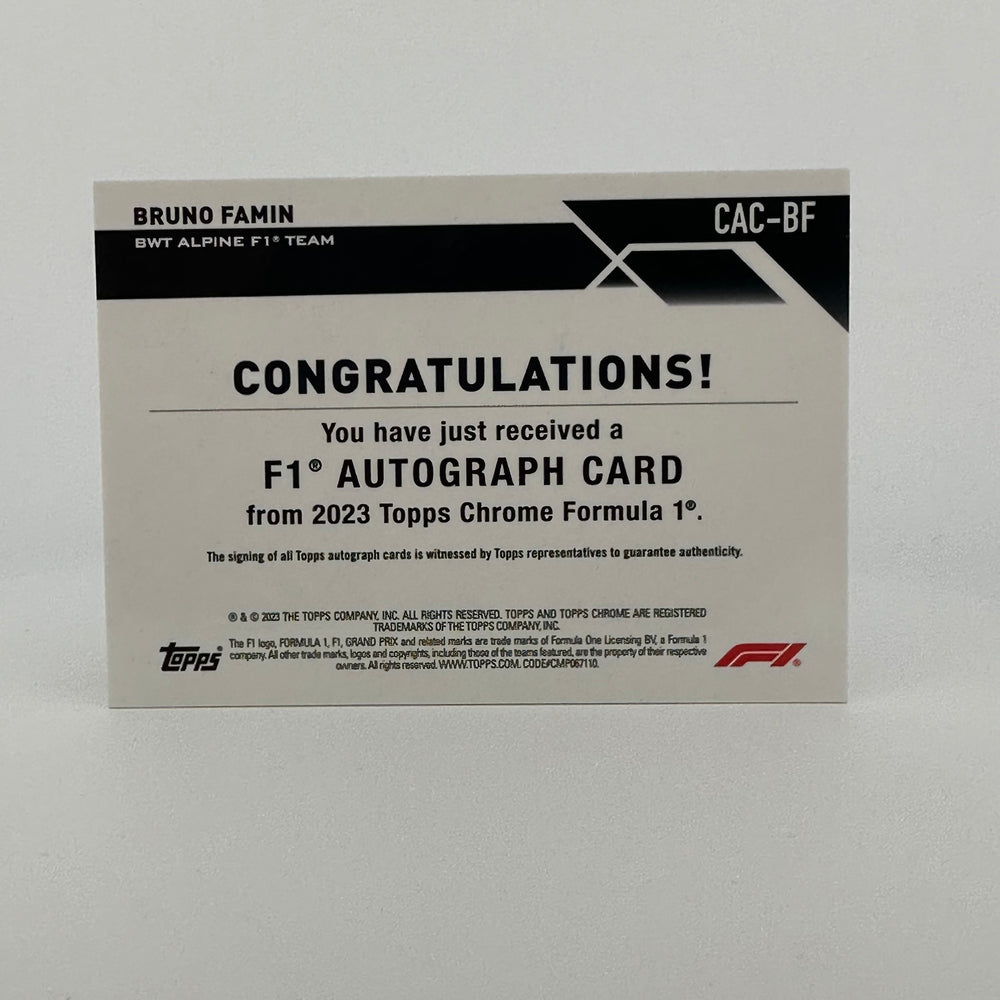 BRUNO FAMIN
CAC-BF
BWT ALPINE F1® TEAM
CONGRATULATIONS!
You have just received a
F1® AUTOGRAPH CARD
from 2023 Topps Chrome Formula 1®.
The signing of all Topps autograph cards is witnessed by Topps representatives to guarantee authenticity.
® & © 2023 THE TOPPS COMPANY, INC. ALL RIGHTS RESERVED. TOPPS AND TOPPS CHROME ARE REGISTERED
TRADEMARKS OF THE TOPPS COMPANY, INC.
The F1 logo, FORMULA 1, F1, GRAND PRIX and related marks are trade marks of Formula One Licensing BV, a Formula 1
company. All other trade marks, logos and copyrights, including those of the teams featured, are the property of their respective
owners. All rights reserved. WWW.TOPPS.COM. CODE#CMP067110.
Topps®
F1®